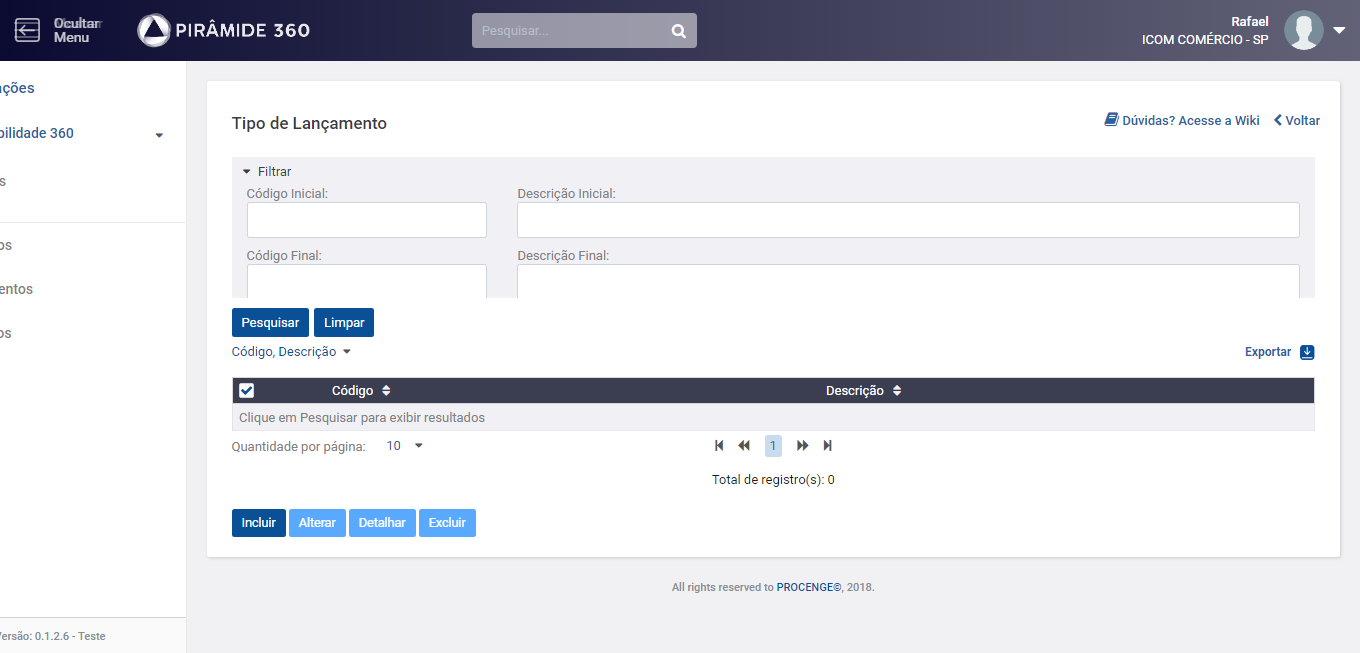 Ocultar
Menu
PIRÂMIDE 360
Pesquisar...
Rafael
ICOM COMÉRCIO - SP
ações
bilidade 360
s
os
entos
os
Versão: 0.1.2.6 - Teste
Tipo de Lançamento
Dúvidas? Acesse a Wiki
Voltar
Filtrar
Código Inicial:
Descrição Inicial:
Código Final:
Descrição Final:
Pesquisar
Limpar
Código, Descrição
Exportar
Código
Descrição
Clique em Pesquisar para exibir resultados
Quantidade por página: 10
1
Total de registro(s): 0
Incluir
Alterar
Detalhar
Excluir
All rights reserved to PROCENGE©, 2018.